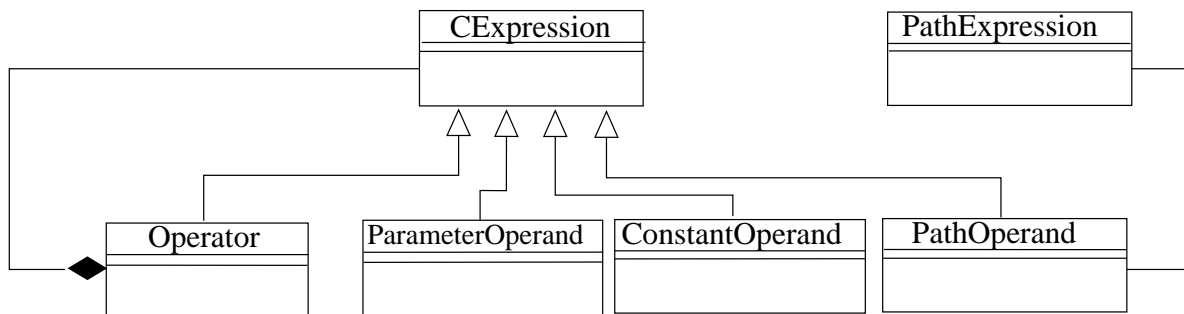 CExpression
PathExpression
Operator
ParameterOperand
ConstantOperand
PathOperand